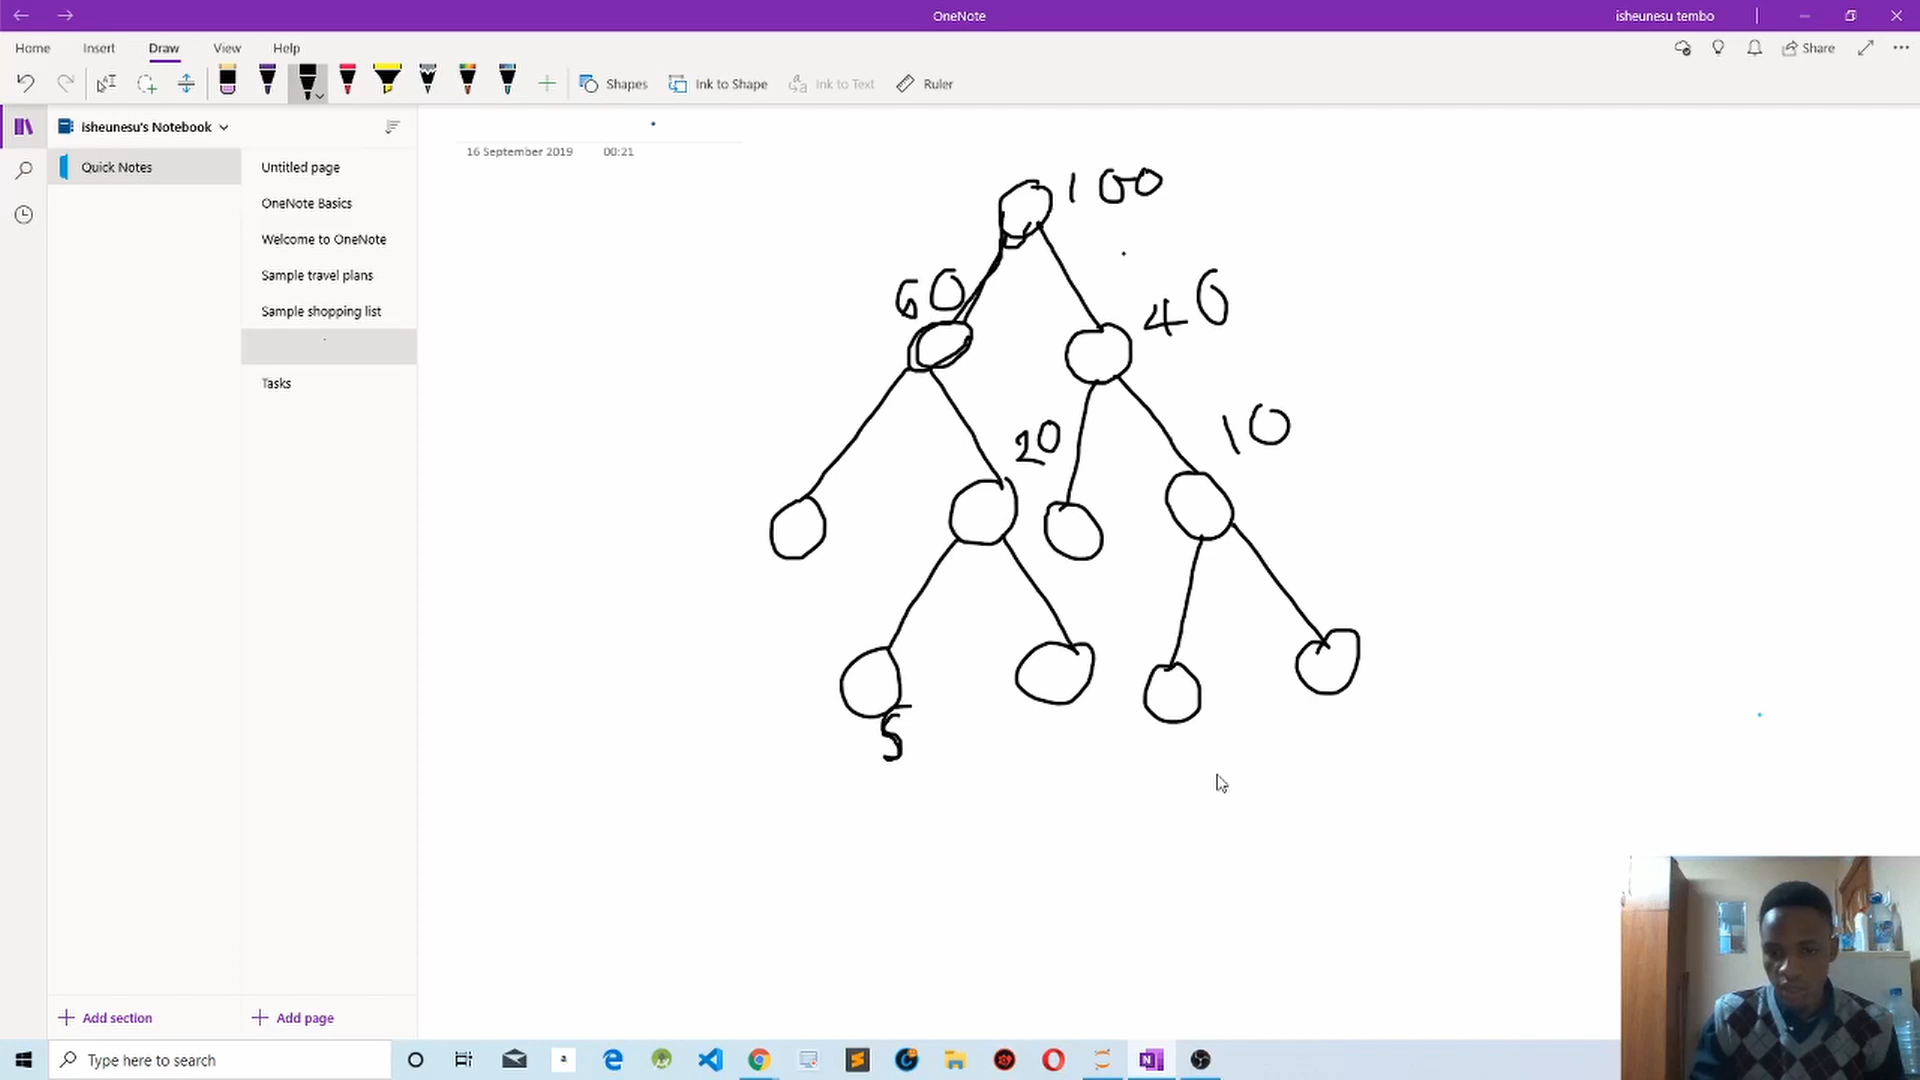 OneNote
isheunesu tembo
Home Insert Draw View Help
Share
Shapes
Ink to Shape
Ink to Text
Ruler
isheunesu's Notebook
Quick Notes
Untitled page
OneNote Basics
Welcome to OneNote
Sample travel plans
Sample shopping list
Tasks
16 September 2019 00:21
100
60
40
20
10
5
Add section
Add page
Type here to search